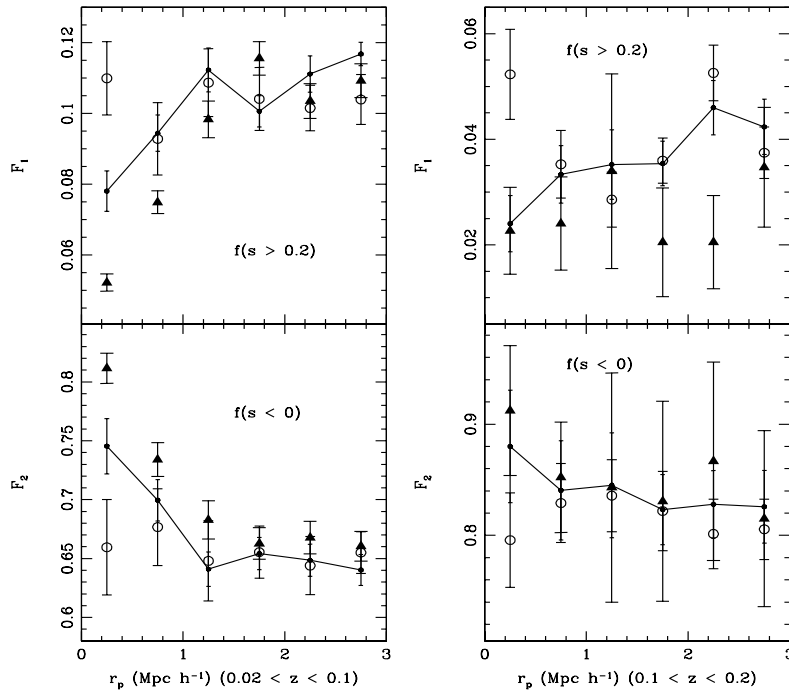 0.12
0.1
0.08
0.06
F₁
f(s > 0.2)
0.8
0.75
0.7
0.65
0.6
F₂
f(s < 0)
0 1 2 3
r_p (Mpc h⁻¹) (0.02 < z < 0.1)
0.06
0.04
0.02
F₁
f(s > 0.2)
0.9
0.8
F₂
f(s < 0)
0 1 2 3
r_p (Mpc h⁻¹) (0.1 < z < 0.2)